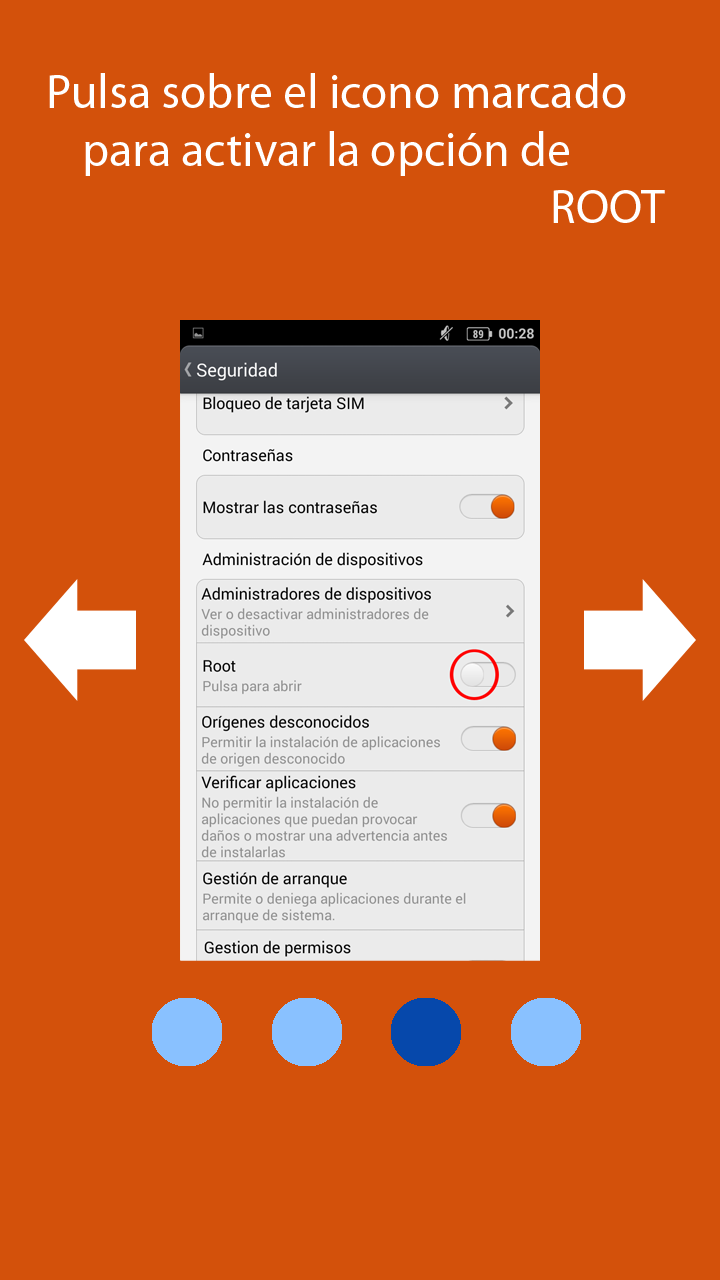 Pulsa sobre el icono marcado
para activar la opción de
ROOT
89 00:28
Seguridad
Bloqueo de tarjeta SIM
Contraseñas
Mostrar las contraseñas
Administración de dispositivos
Administradores de dispositivos
Ver o desactivar administradores de
dispositivo
Root
Pulsa para abrir
Orígenes desconocidos
Permitir la instalación de aplicaciones
de origen desconocido
Verificar aplicaciones
No permitir la instalación de
aplicaciones que puedan provocar
daños o mostrar una advertencia antes
de instalarlas
Gestión de arranque
Permite o deniega aplicaciones durante el
arranque de sistema.
Gestion de permisos